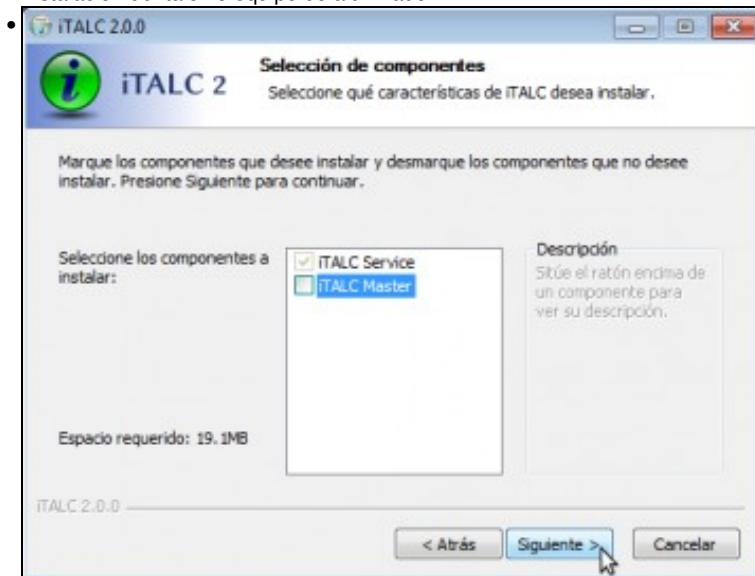 iTALC 2.0.0
iTALC 2
Selección de componentes
Seleccione qué características de iTALC desea instalar.
Marque los componentes que desee instalar y desmarque los componentes que no desee
instalar. Presione Siguiente para continuar.
Seleccione los componentes a
instalar:
iTALC Service
iTALC Master
Descripción
Sitúe el ratón encima de
un componente para
ver su descripción.
Espacio requerido: 19.1MB
iTALC 2.0.0
< Atrás
Siguiente >
Cancelar